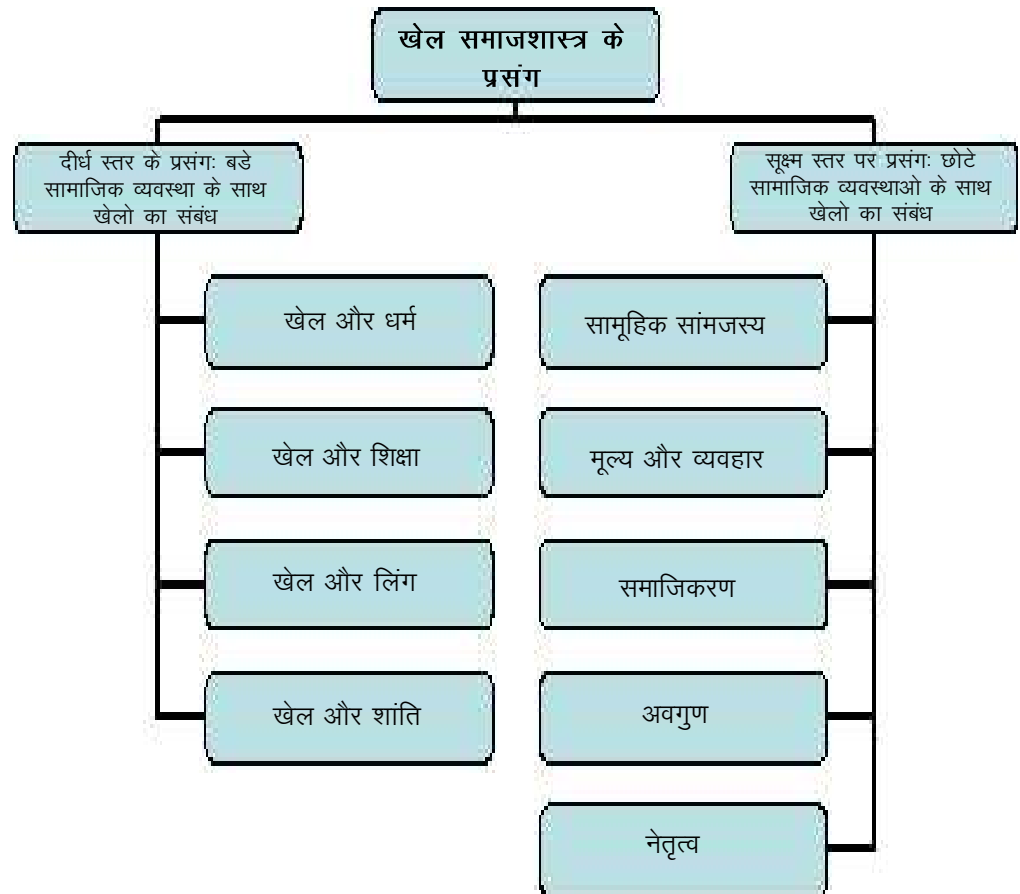 खेल समाजशास्त्र के
प्रसंग
दीर्ध स्तर के प्रसंगः बडे
सामाजिक व्यवस्था के साथ
खेलो का संबंध
सूक्ष्म स्तर पर प्रसंगः छोटे
सामाजिक व्यवस्थाओ के साथ
खेलो का संबंध
खेल और धर्म
खेल और शिक्षा
खेल और लिंग
खेल और शांति
सामूहिक सांमजस्य
मूल्य और व्यवहार
समाजिकरण
अवगुण
नेतृत्व